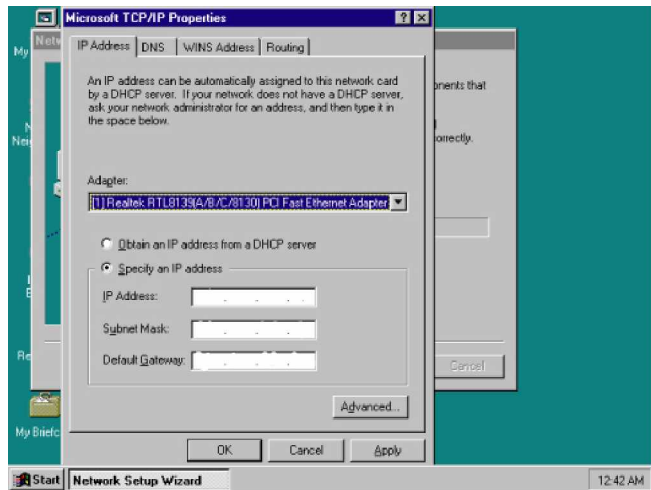 Microsoft TCP/IP Properties
IP Address
DNS
WINS Address
Routing
An IP address can be automatically assigned to this network card
by a DHCP server. If your network does not have a DHCP server,
ask your network administrator for an address, and then type it in
the space below.
Adapter:
[1] Realtek RTL8139(A/B/C/8130) PCI Fast Ethernet Adapter
Obtain an IP address from a DHCP server
Specify an IP address
IP Address:
Subnet Mask:
Default Gateway:
Advanced...
OK
Cancel
Apply
Cancel
My
My Briefc
Start
Network Setup Wizard
12:42 AM